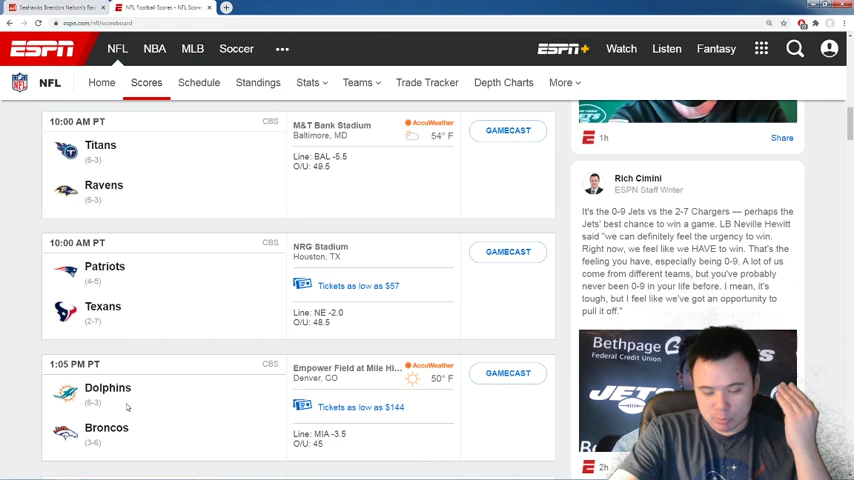 Seahawks Brendon Nelson's Rea
NFL Football Scores - NFL Score
espn.com/nfl/scoreboard
ESPN NFL NBA MLB Soccer ESPN+ Watch Listen Fantasy
NFL Home Scores Schedule Standings Stats Teams Trade Tracker Depth Charts More
10:00 AM PT CBS
Titans
(6-3)
Ravens
(6-3)
M&T Bank Stadium
Baltimore, MD
AccuWeather
54° F
Line: BAL -5.5
O/U: 49.5
GAMECAST
10:00 AM PT CBS
Patriots
(4-5)
Texans
(2-7)
NRG Stadium
Houston, TX
Tickets as low as $57
Line: NE -2.0
O/U: 48.5
GAMECAST
1:05 PM PT CBS
Dolphins
(6-3)
Broncos
(3-6)
Empower Field at Mile Hi...
Denver, CO
AccuWeather
50° F
Tickets as low as $144
Line: MIA -3.5
O/U: 45
GAMECAST
1h Share
Rich Cimini
ESPN Staff Writer
It's the 0-9 Jets vs the 2-7 Chargers — perhaps the
Jets' best chance to win a game. LB Neville Hewitt
said "we can definitely feel the urgency to win.
Right now, we feel like we HAVE to win. That's the
feeling you have, especially being 0-9. A lot of us
come from different teams, but you've probably
never been 0-9 in your life before. I mean, it's
tough, but I feel like we've got an opportunity to
pull it off."
Bethpage
Federal Credit Union
JETS
2h